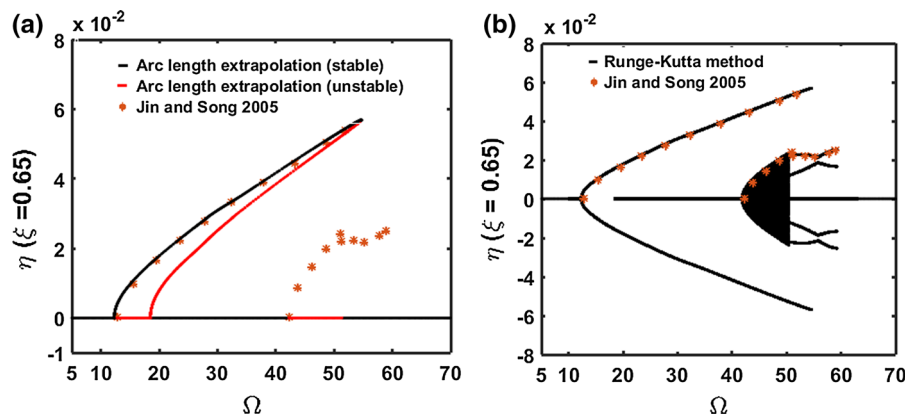 (a)
x 10-2
8
6
4
2
0
-1
5 10 20 30 40 50 60 70
η (ξ =0.65)
Ω
Arc length extrapolation (stable)
Arc length extrapolation (unstable)
Jin and Song 2005
(b)
x 10-2
8
6
4
2
0
-2
-4
-6
-8
5 10 20 30 40 50 60 70
η (ξ = 0.65)
Ω
Runge-Kutta method
Jin and Song 2005